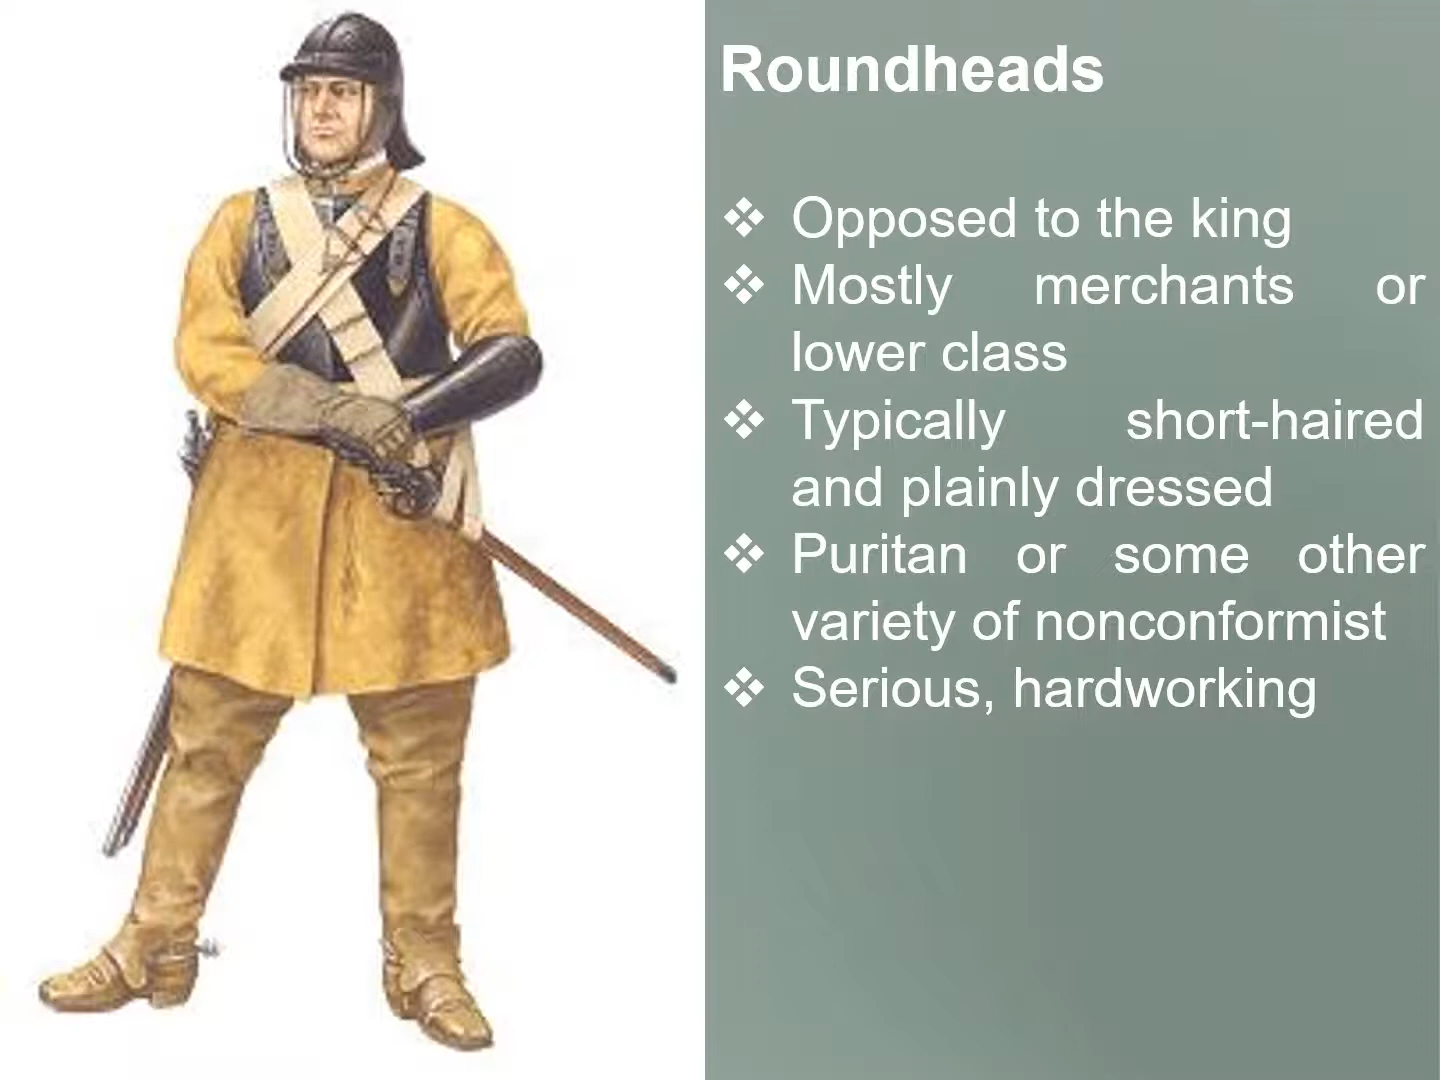 Roundheads
❖ Opposed to the king
❖ Mostly merchants or
lower class
❖ Typically short-haired
and plainly dressed
❖ Puritan or some other
variety of nonconformist
❖ Serious, hardworking